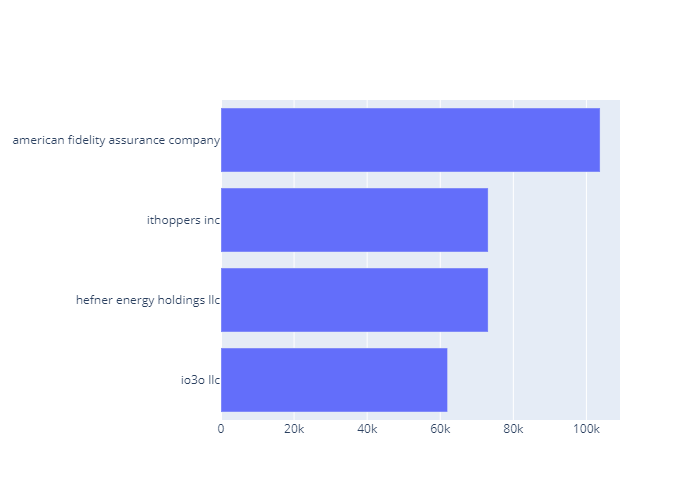 american fidelity assurance company
ithoppers inc
hefner energy holdings llc
io3o llc
0 20k 40k 60k 80k 100k